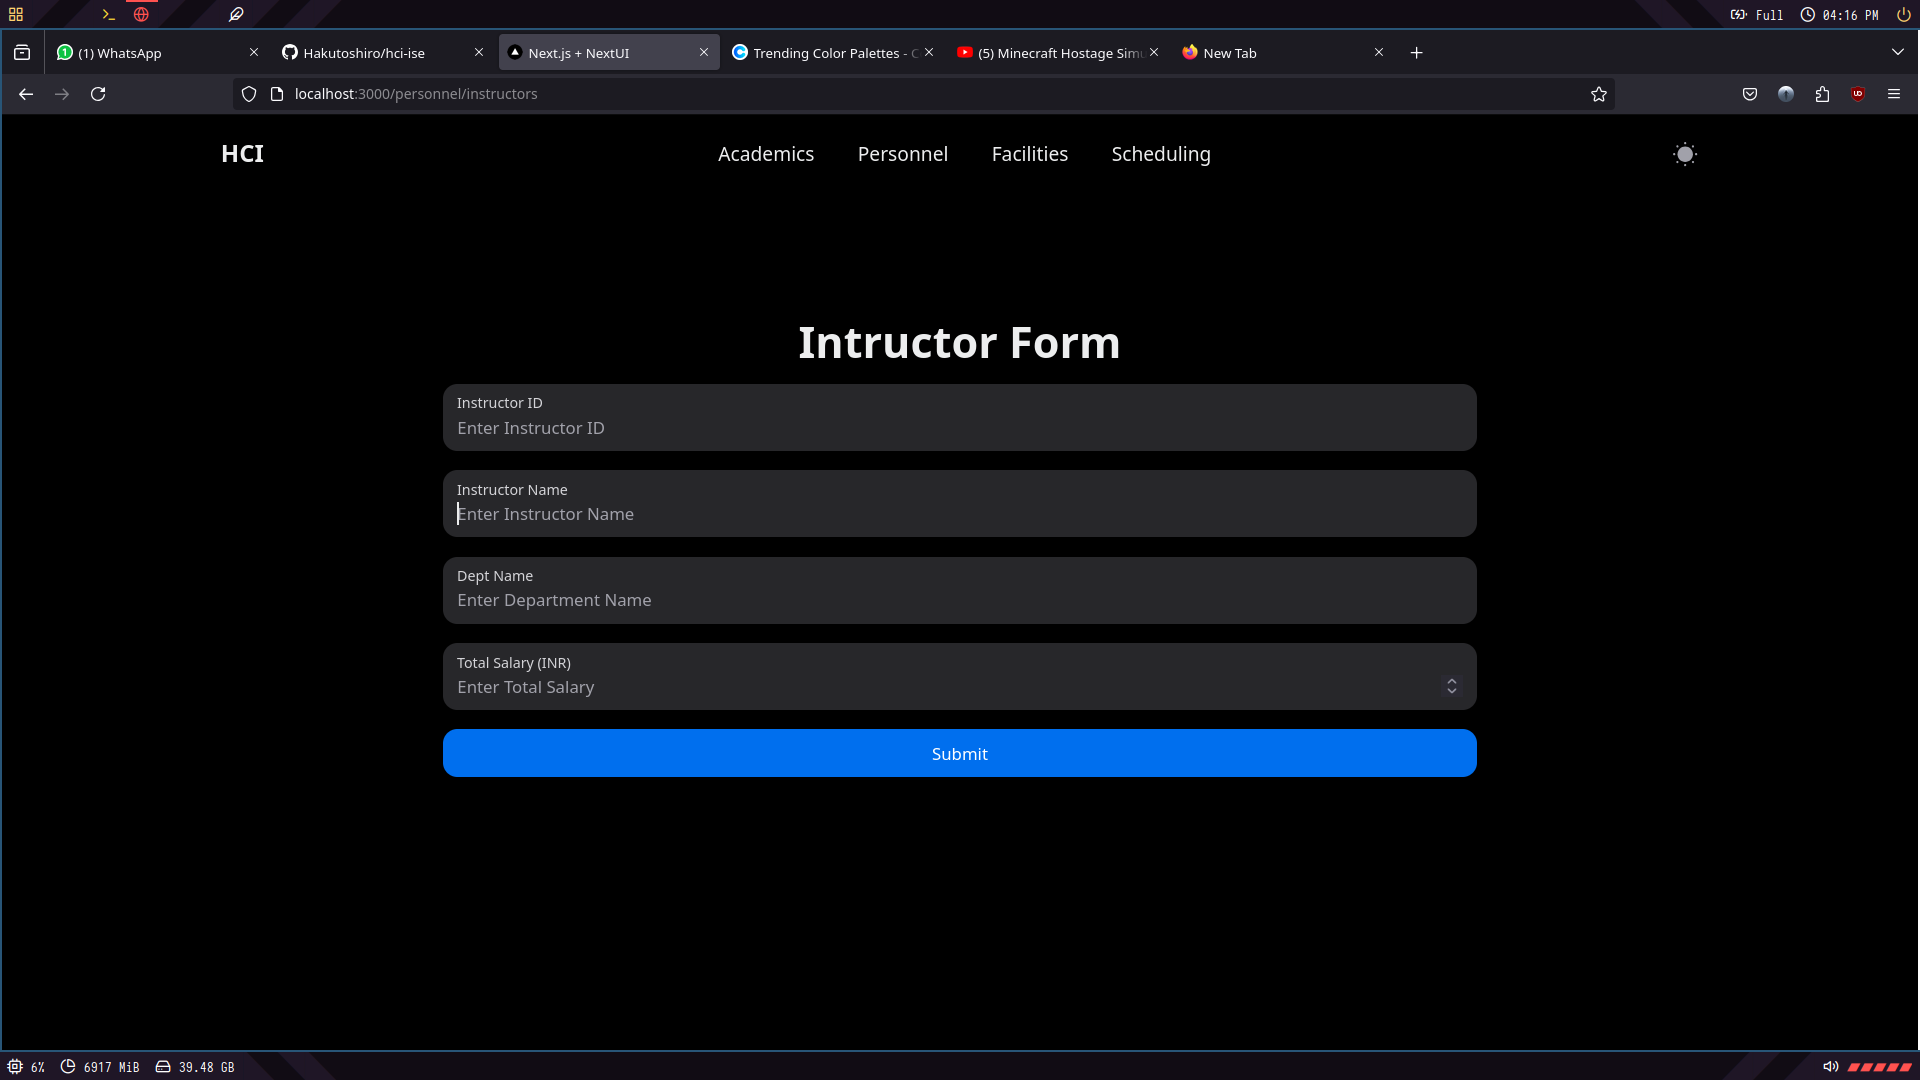 Full 04:16 PM
(1) WhatsApp
Hakutoshiro/hci-ise
Next.js + NextUI
Trending Color Palettes - C
(5) Minecraft Hostage Simu
New Tab
localhost:3000/personnel/instructors
HCI
Academics Personnel Facilities Scheduling
Intructor Form
Instructor ID
Enter Instructor ID
Instructor Name
Enter Instructor Name
Dept Name
Enter Department Name
Total Salary (INR)
Enter Total Salary
Submit
6% 6917 MiB 39.48 GB